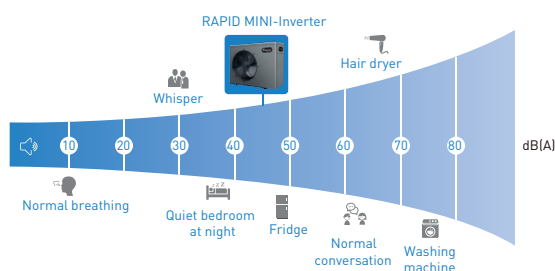 RAPID MINI-Inverter
Hair dryer
Whisper
10 20 30 40 50 60 70 80 dB(A)
Normal breathing
Quiet bedroom
at night
Fridge
Normal
conversation
Washing
machine